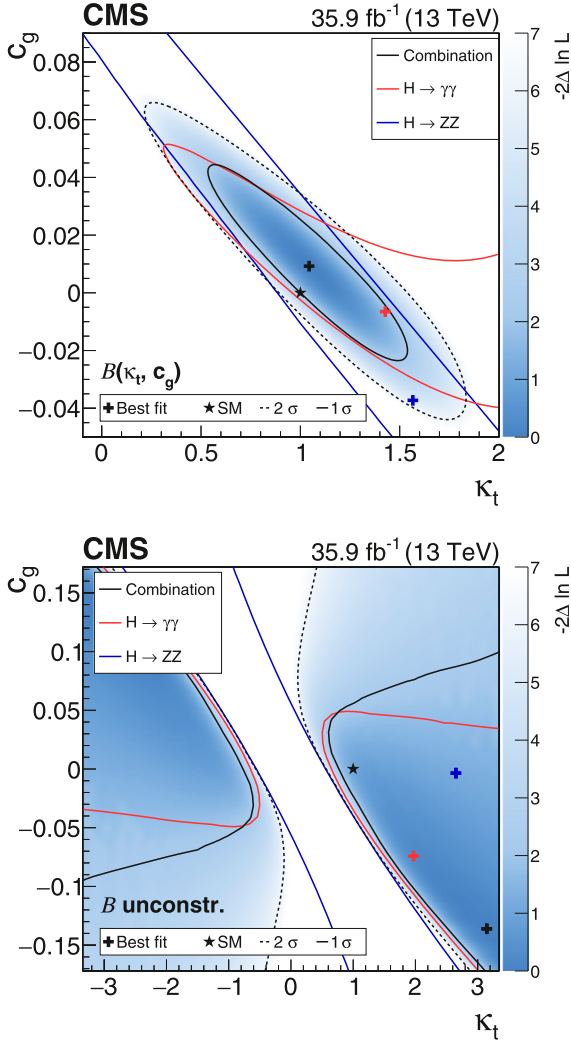 CMS 35.9 fb⁻¹ (13 TeV)
c_g
0.08
0.06
0.04
0.02
0
−0.02
−0.04
Combination
H → γγ
H → ZZ
B(κ_t, c_g)
Best fit SM 2 σ 1 σ
0 0.5 1 1.5 2
κ_t
7
6
5
4
3
2
1
0
-2Δ ln L
CMS 35.9 fb⁻¹ (13 TeV)
c_g
0.15
0.1
0.05
0
−0.05
−0.1
−0.15
Combination
H → γγ
H → ZZ
B unconstr.
Best fit SM 2 σ 1 σ
−3 −2 −1 0 1 2 3
κ_t
7
6
5
4
3
2
1
0
-2Δ ln L